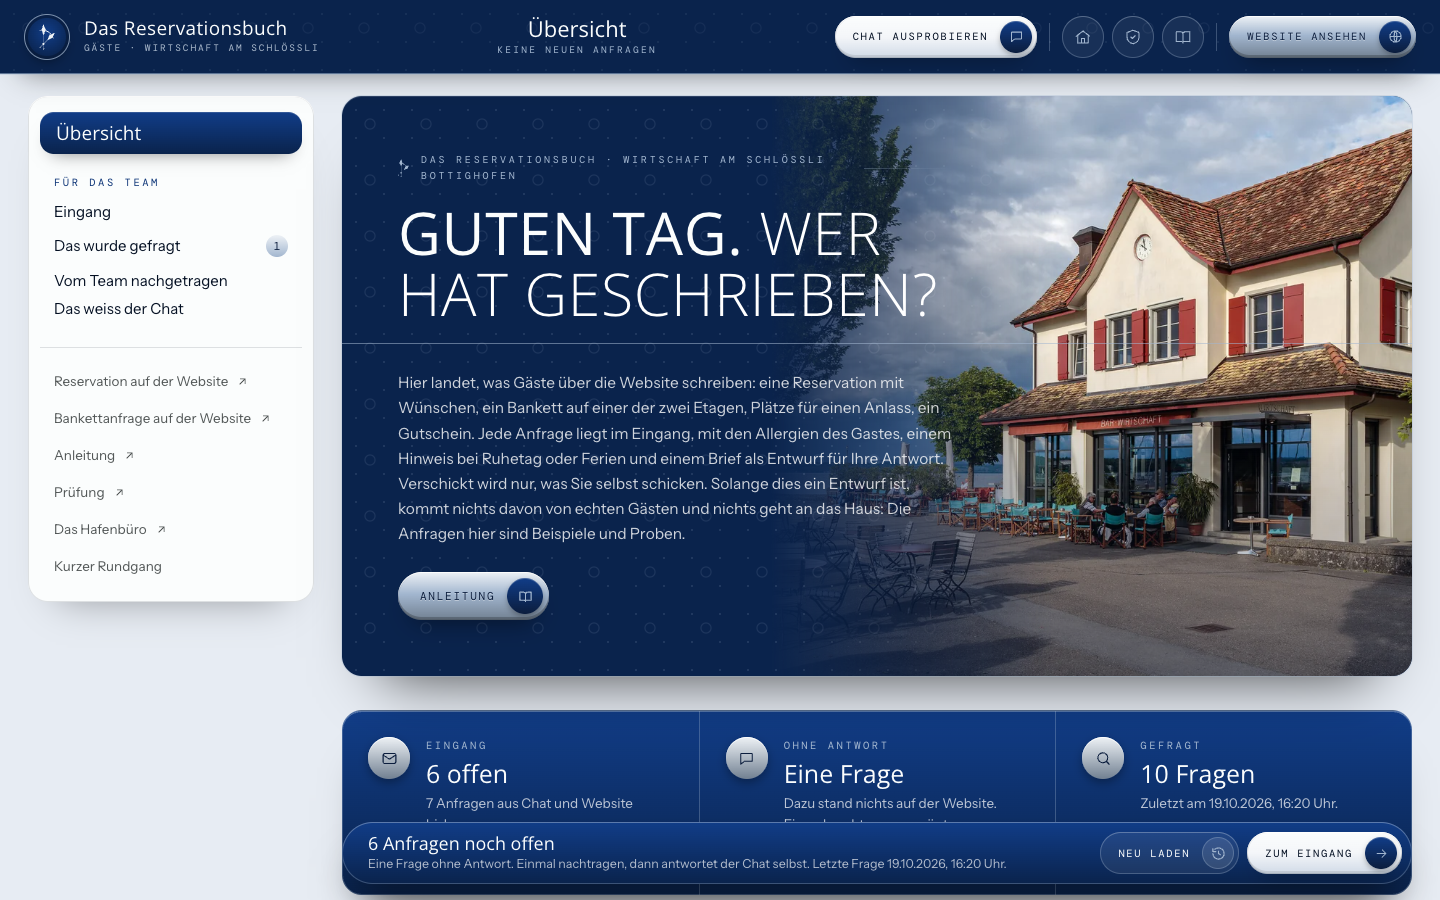 Das Reservationsbuch
GÄSTE · WIRTSCHAFT AM SCHLÖSSLI
Übersicht
KEINE NEUEN ANFRAGEN
CHAT AUSPROBIEREN
WEBSITE ANSEHEN
Übersicht
FÜR DAS TEAM
Eingang
Das wurde gefragt 1
Vom Team nachgetragen
Das weiss der Chat
Reservation auf der Website
Bankettanfrage auf der Website
Anleitung
Prüfung
Das Hafenbüro
Kurzer Rundgang
DAS RESERVATIONSBUCH · WIRTSCHAFT AM SCHLÖSSLI
BOTTIGHOFEN
GUTEN TAG. WER
HAT GESCHRIEBEN?
Hier landet, was Gäste über die Website schreiben: eine Reservation mit
Wünschen, ein Bankett auf einer der zwei Etagen, Plätze für einen Anlass, ein
Gutschein. Jede Anfrage liegt im Eingang, mit den Allergien des Gastes, einem
Hinweis bei Ruhetag oder Ferien und einem Brief als Entwurf für Ihre Antwort.
Verschickt wird nur, was Sie selbst schicken. Solange dies ein Entwurf ist,
kommt nichts davon von echten Gästen und nichts geht an das Haus: Die
Anfragen hier sind Beispiele und Proben.
ANLEITUNG
BAR·WIRTSCHAFT
EINGANG
6 offen
7 Anfragen aus Chat und Website
OHNE ANTWORT
Eine Frage
Dazu stand nichts auf der Website.
GEFRAGT
10 Fragen
Zuletzt am 19.10.2026, 16:20 Uhr.
6 Anfragen noch offen
Eine Frage ohne Antwort. Einmal nachtragen, dann antwortet der Chat selbst. Letzte Frage 19.10.2026, 16:20 Uhr.
NEU LADEN
ZUM EINGANG